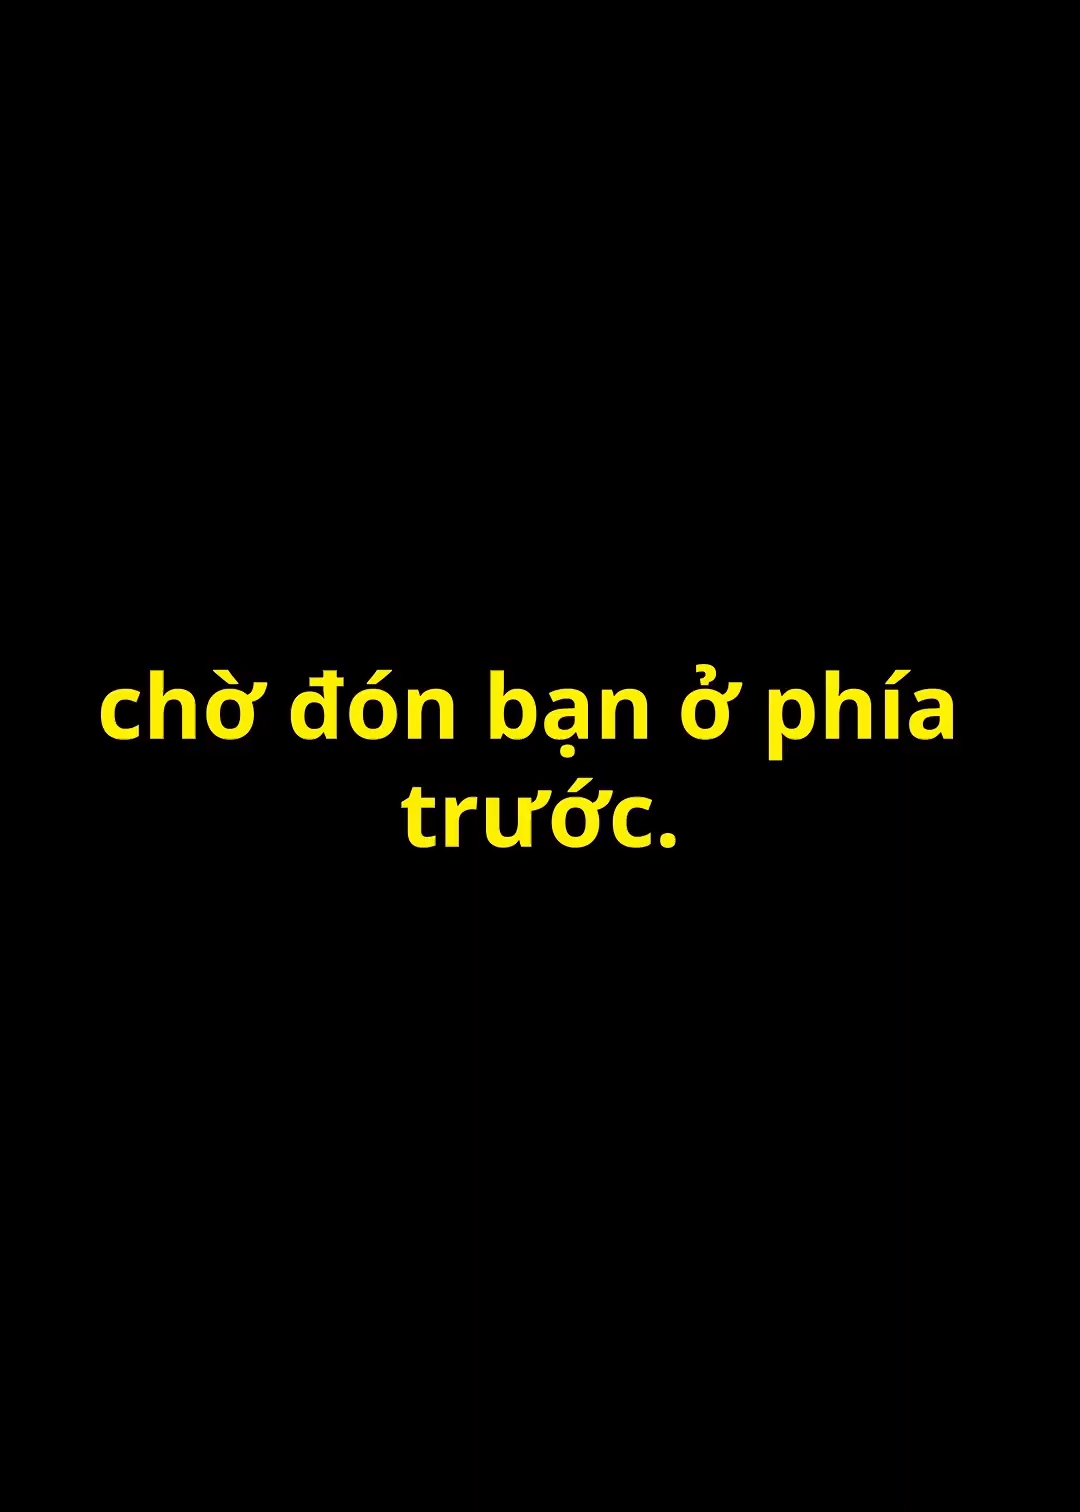 chờ đón bạn ở phía
trước.